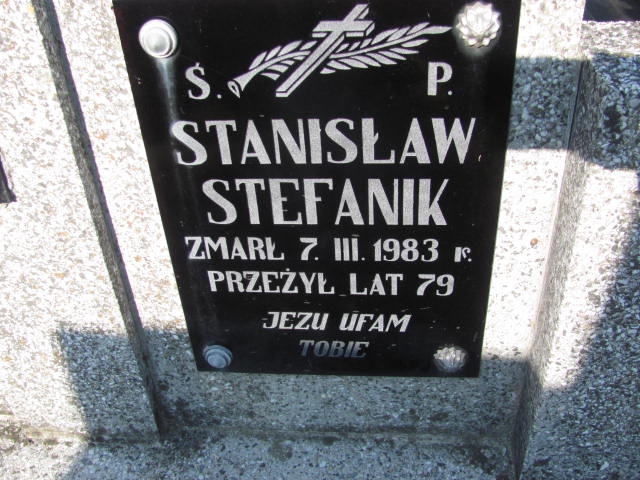 Ś. P.
STANISŁAW
STEFANIK
ZMARŁ 7. III. 1983 r.
PRZEŻYŁ LAT 79
JEZU UFAM
TOBIE